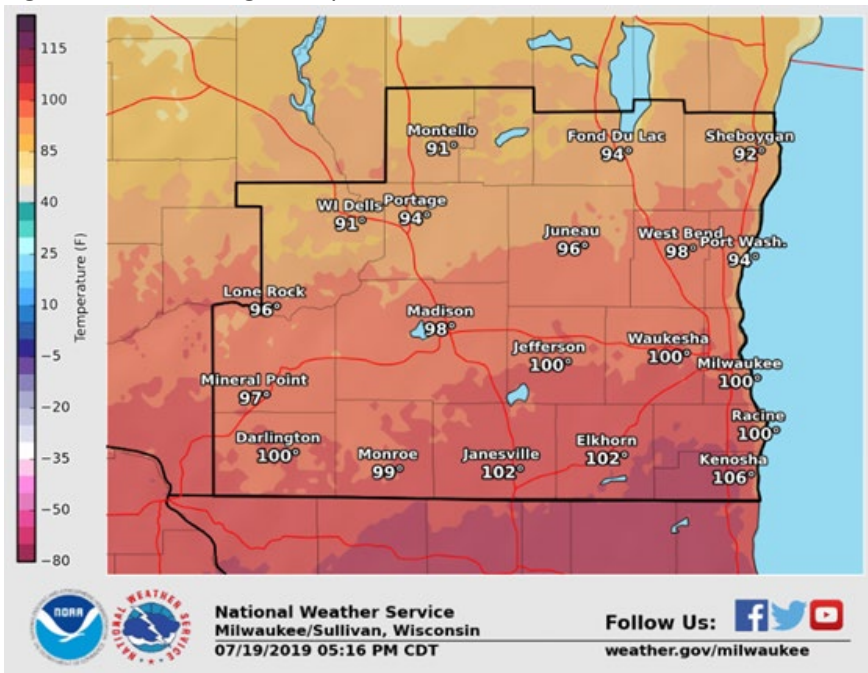 115
100
85
40
25
10
−5
−20
−35
−50
−80
Temperature (F)
Montello
91°
Fond Du Lac
94°
Sheboygan
92°
WI Dells
91°
Portage
94°
Juneau
96°
West Bend
98°
Port Wash.
94°
Lone Rock
96°
Madison
98°
Jefferson
100°
Waukesha
100°
Milwaukee
100°
Mineral Point
97°
Racine
100°
Darlington
100°
Monroe
99°
Janesville
102°
Elkhorn
102°
Kenosha
106°
NOAA
NATIONAL WEATHER SERVICE
National Weather Service
Milwaukee/Sullivan, Wisconsin
07/19/2019 05:16 PM CDT
Follow Us:
weather.gov/milwaukee